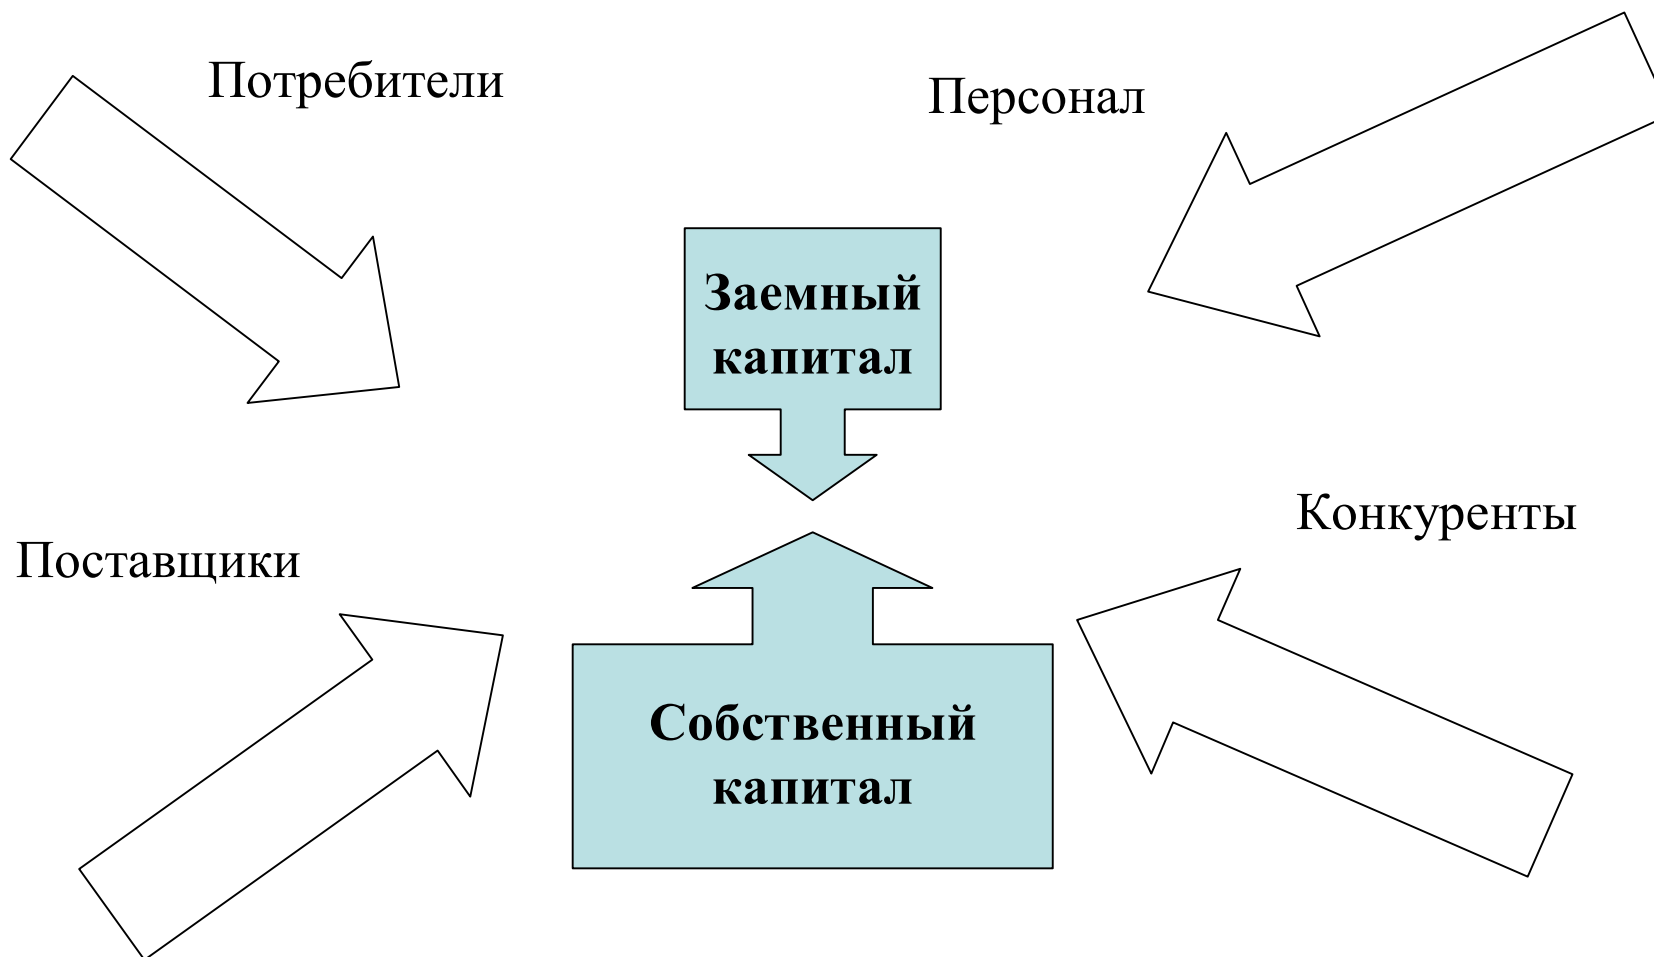 Потребители
Персонал
Заемный
капитал
Конкуренты
Поставщики
Собственный
капитал